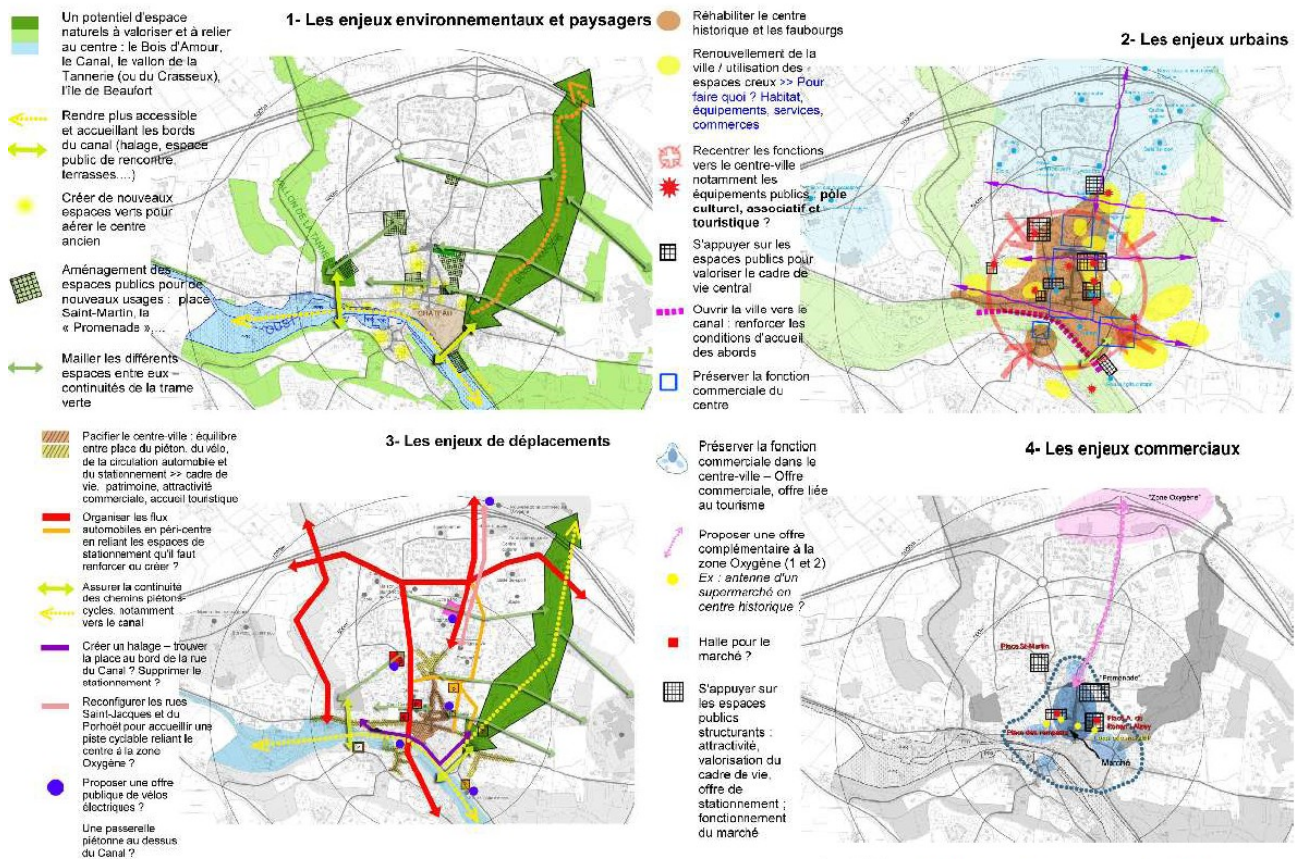 1- Les enjeux environnementaux et paysagers
Un potentiel d'espace
naturels à valoriser et à relier
au centre : le Bois d'Amour,
le Canal, le vallon de la
Tannerie (ou du Crasseux),
l'île de Beaufort
Rendre plus accessible
et accueillant les bords
du canal (halage, espace
public de rencontre,
terrasses....)
Créer de nouveaux
espaces verts pour
aérer le centre
ancien
Aménagement des
espaces publics pour de
nouveaux usages : place
Saint-Martin, la
« Promenade »,...
Mailler les différents
espaces entre eux –
continuités de la trame
verte
CHATEAU
2- Les enjeux urbains
Réhabiliter le centre
historique et les faubourgs
Renouvellement de la
ville / utilisation des
espaces creux >> Pour
faire quoi ? Habitat,
équipements, services,
commerces
Recentrer les fonctions
vers le centre-ville
notamment les
équipements publics, pôle
culturel, associatif et
touristique ?
S'appuyer sur les
espaces publics pour
valoriser le cadre de
vie central
Ouvrir la ville vers le
canal : renforcer les
conditions d'accueil
des abords
Préserver la fonction
commerciale du
centre
3- Les enjeux de déplacements
Pacifier le centre-ville : équilibre
entre place du piéton, du vélo,
de la circulation automobile et
du stationnement >> cadre de
vie, patrimoine, attractivité
commerciale, accueil touristique
Organiser les flux
automobiles en péri-centre
en reliant les espaces de
stationnement qu'il faut
renforcer ou créer ?
Assurer la continuité
des chemins piétons-
cycles, notamment
vers le canal
Créer un halage – trouver
la place au bord de la rue
du Canal ? Supprimer le
stationnement ?
Reconfigurer les rues
Saint-Jacques et du
Porhoët pour accueillir une
piste cyclable reliant le
centre à la zone
Oxygène ?
Proposer une offre
publique de vélos
électriques ?
Une passerelle
piétonne au dessus
du Canal ?
4- Les enjeux commerciaux
Préserver la fonction
commerciale dans le
centre-ville – Offre
commerciale, offre liée
au tourisme
Proposer une offre
complémentaire à la
zone Oxygène (1 et 2)
Ex : antenne d'un
supermarché en
centre historique ?
Halle pour le
marché ?
S'appuyer sur
les espaces
publics
structurants :
attractivité,
valorisation du
cadre de vie,
offre de
stationnement ;
fonctionnement
du marché
"Zone Oxygène"
Place St-Martin
"Promenade"
Marché